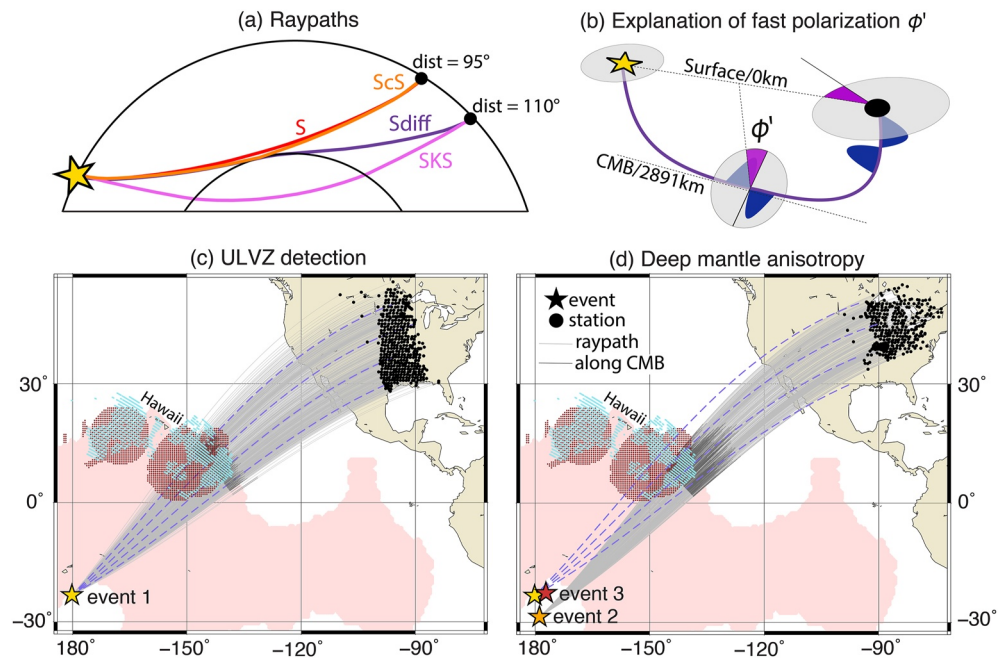 (a) Raypaths
dist = 95°
ScS
dist = 110°
S
Sdiff
SKS
(b) Explanation of fast polarization ϕ'
Surface/0km
ϕ'
CMB/2891km
(c) ULVZ detection
Hawaii
30°
0°
−30°
event 1
180°
−150°
−120°
−90°
(d) Deep mantle anisotropy
event
station
raypath
along CMB
Hawaii
30°
0°
−30°
event 3
event 2
180°
−150°
−120°
−90°